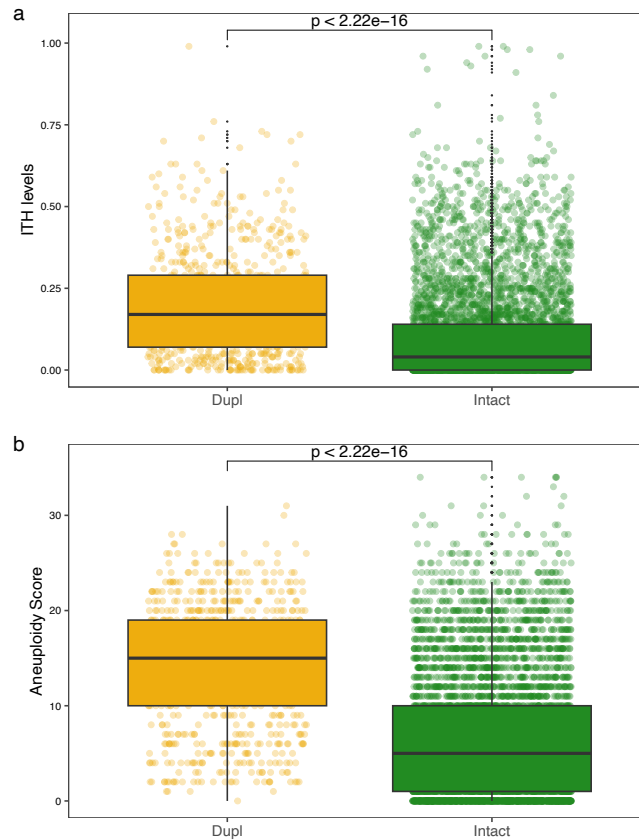 a
p < 2.22e−16
1.00
0.75
0.50
0.25
0.00
ITH levels
Dupl Intact
b
p < 2.22e−16
30
20
10
0
Aneuploidy Score
Dupl Intact